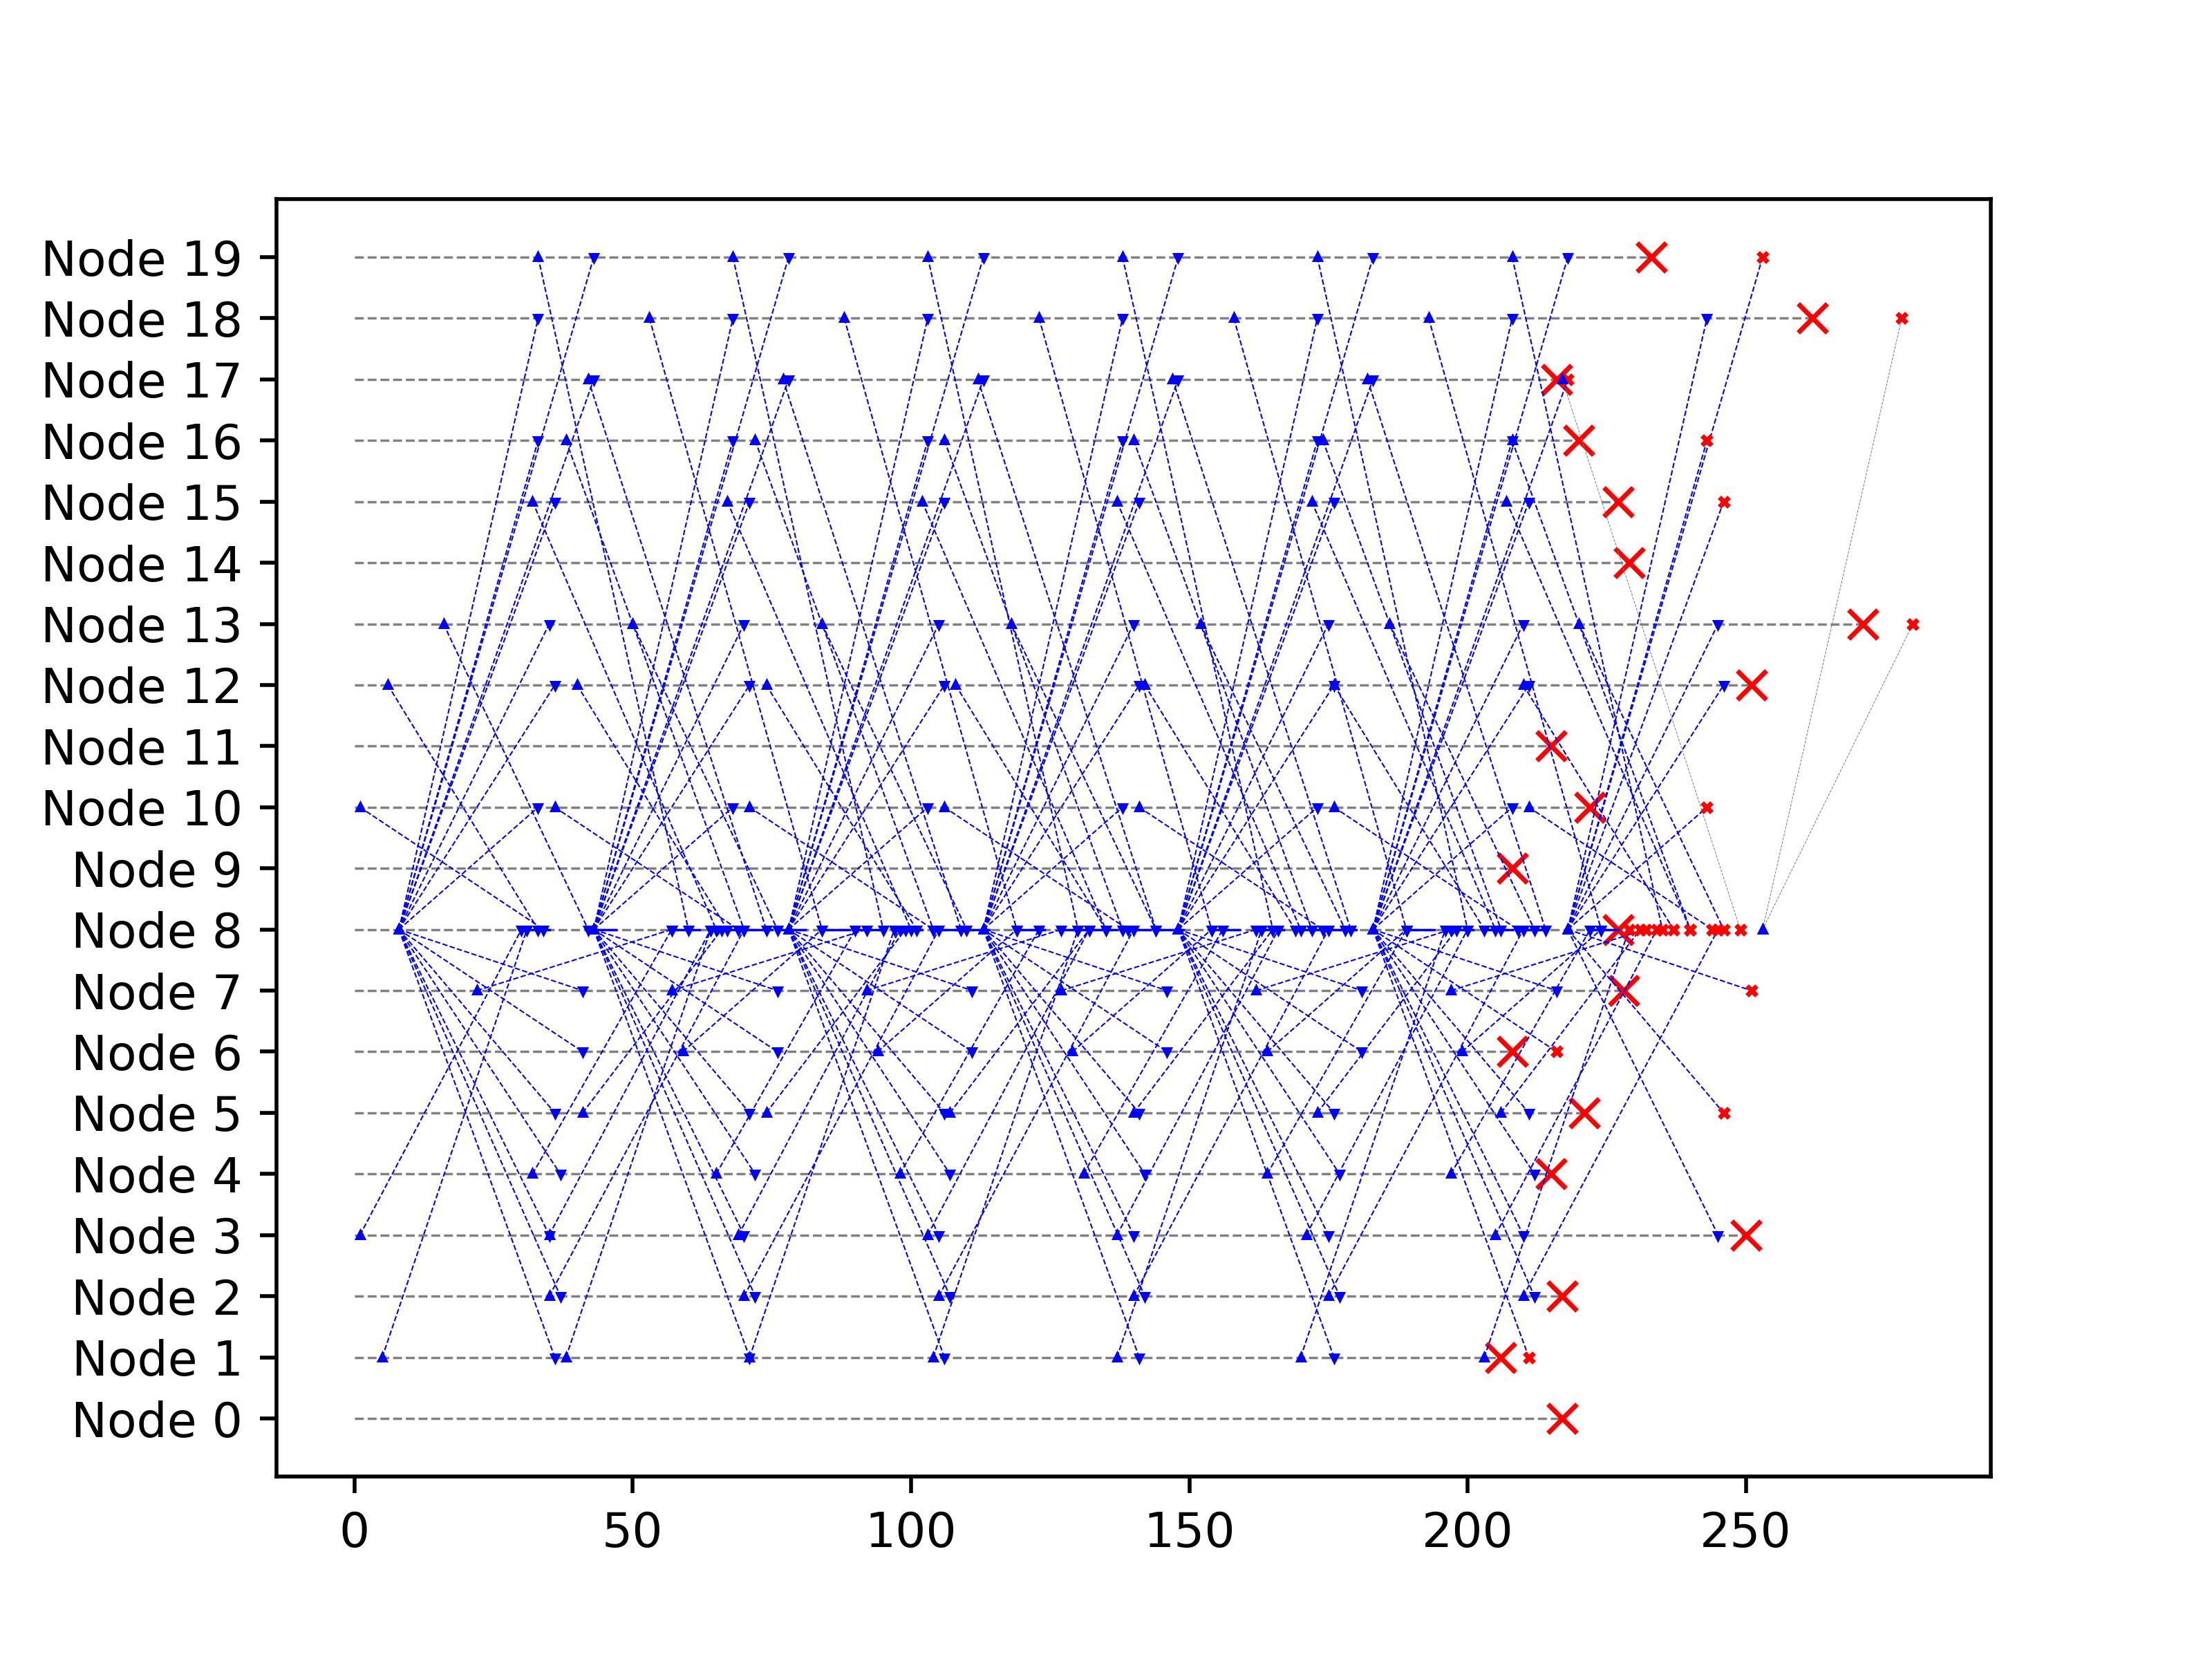 Node 19
Node 18
Node 17
Node 16
Node 15
Node 14
Node 13
Node 12
Node 11
Node 10
Node 9
Node 8
Node 7
Node 6
Node 5
Node 4
Node 3
Node 2
Node 1
Node 0
0 50 100 150 200 250